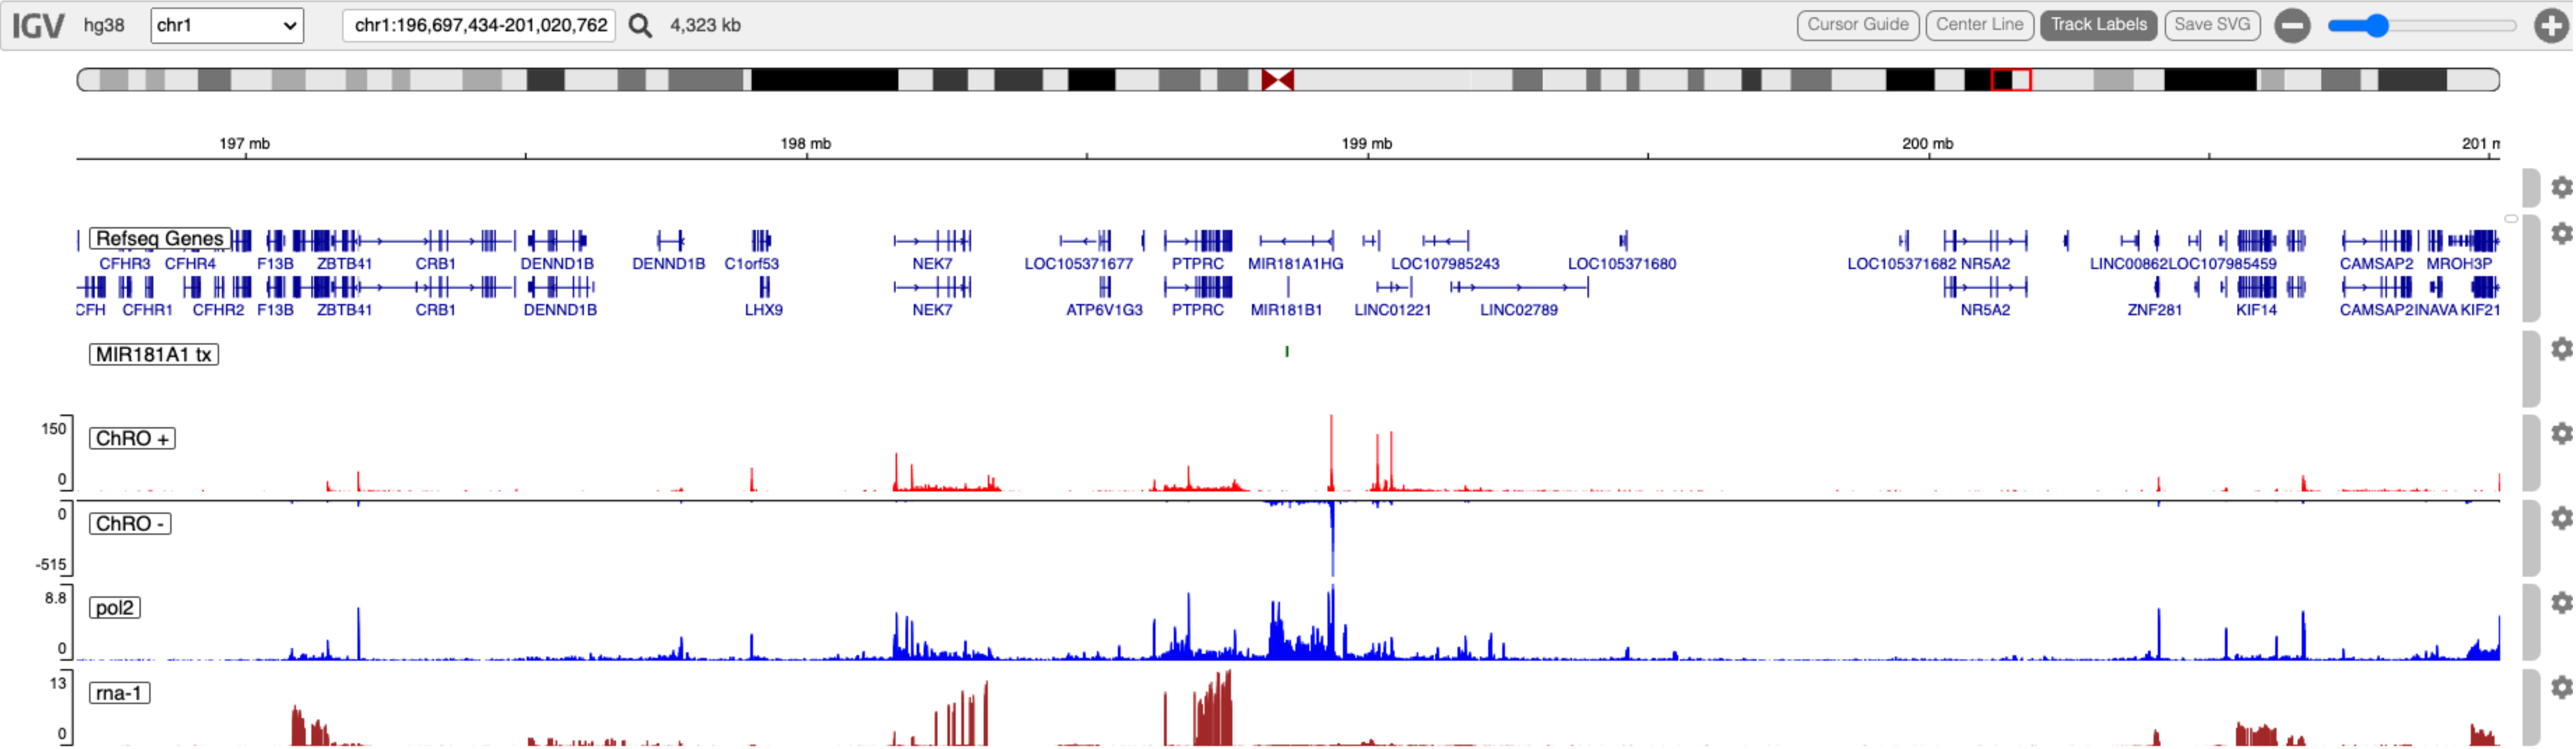 IGV hg38 chr1 chr1:196,697,434-201,020,762 4,323 kb Cursor Guide Center Line Track Labels Save SVG
197 mb 198 mb 199 mb 200 mb 201 m
Refseq Genes
CFHR3 CFHR4 F13B ZBTB41 CRB1 DENND1B DENND1B C1orf53 NEK7 LOC105371677 PTPRC MIR181A1HG LOC107985243 LOC105371680 LOC105371682 NR5A2 LINC00862 LOC107985459 CAMSAP2 MROH3P
CFH CFHR1 CFHR2 F13B ZBTB41 CRB1 DENND1B LHX9 NEK7 ATP6V1G3 PTPRC MIR181B1 LINC01221 LINC02789 NR5A2 ZNF281 KIF14 CAMSAP2 INAVA KIF21
MIR181A1 tx
150
ChRO +
0
0
ChRO -
-515
8.8
pol2
0
13
rna-1
0